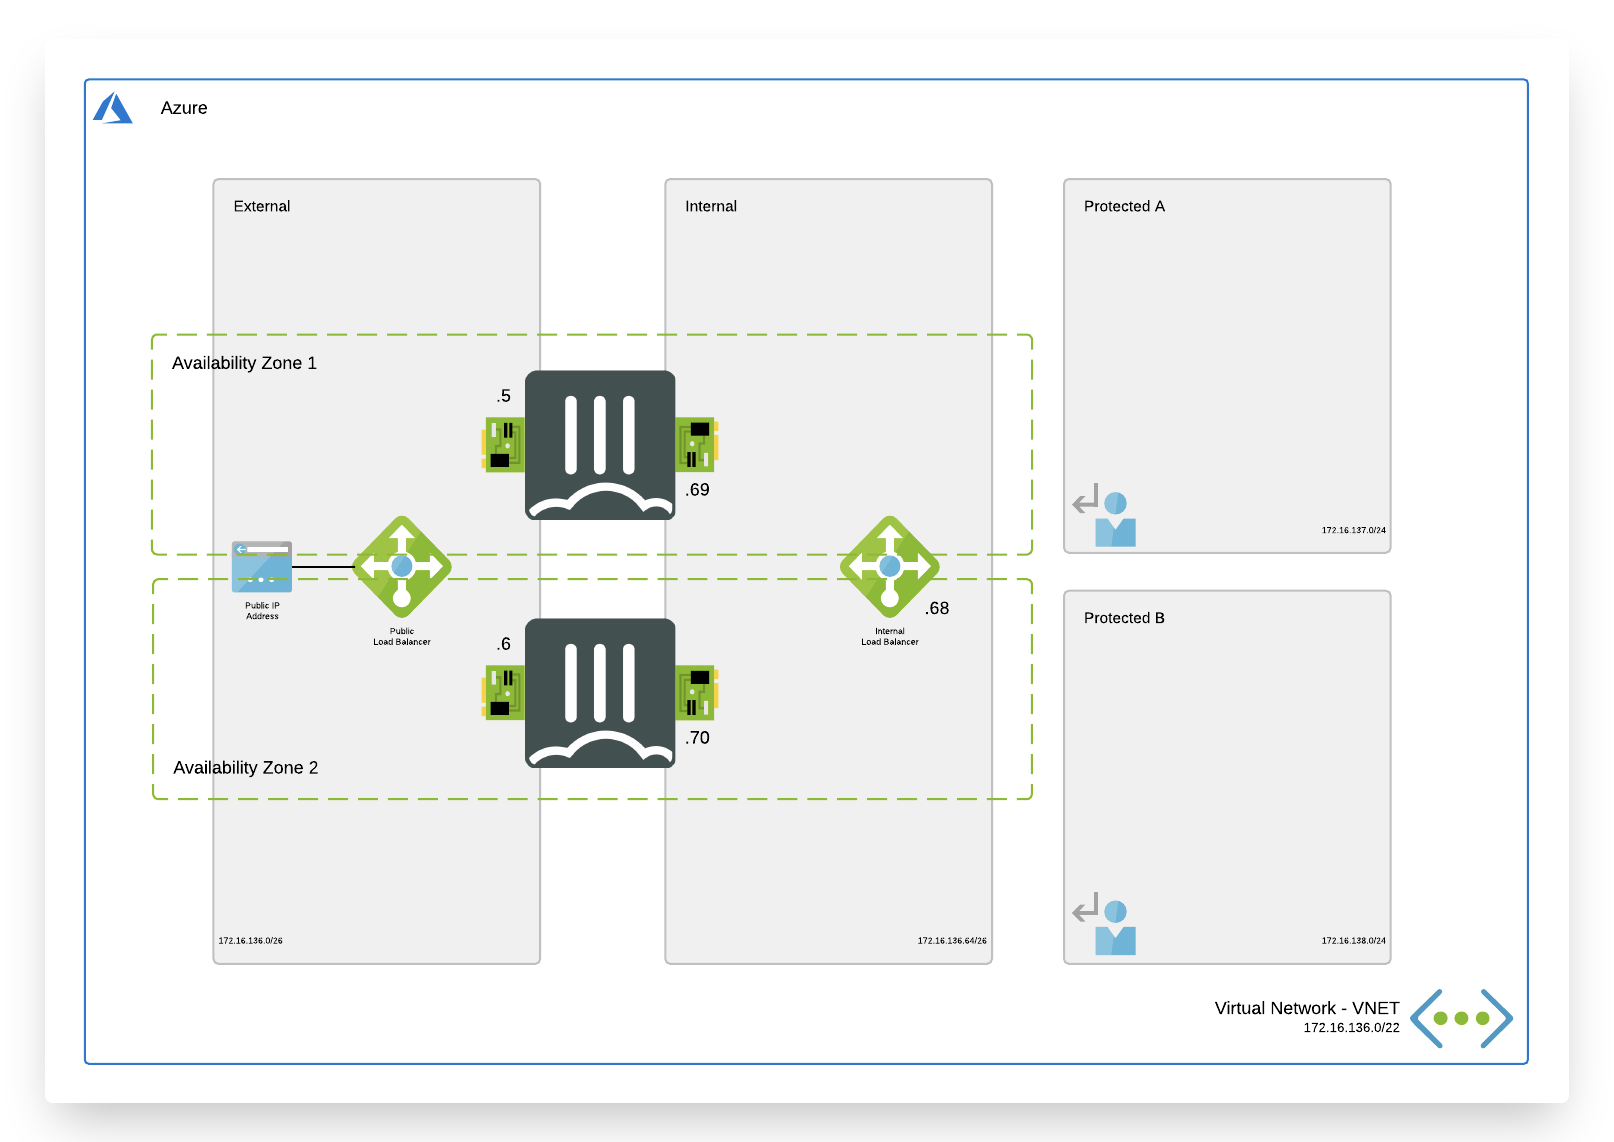 Azure
External
Internal
Protected A
Availability Zone 1
.5
.69
172.16.137.0/24
Public IP
Address
Public
Load Balancer
.6
.68
Internal
Load Balancer
Protected B
.70
Availability Zone 2
172.16.136.0/26
172.16.136.64/26
172.16.138.0/24
Virtual Network - VNET
172.16.136.0/22